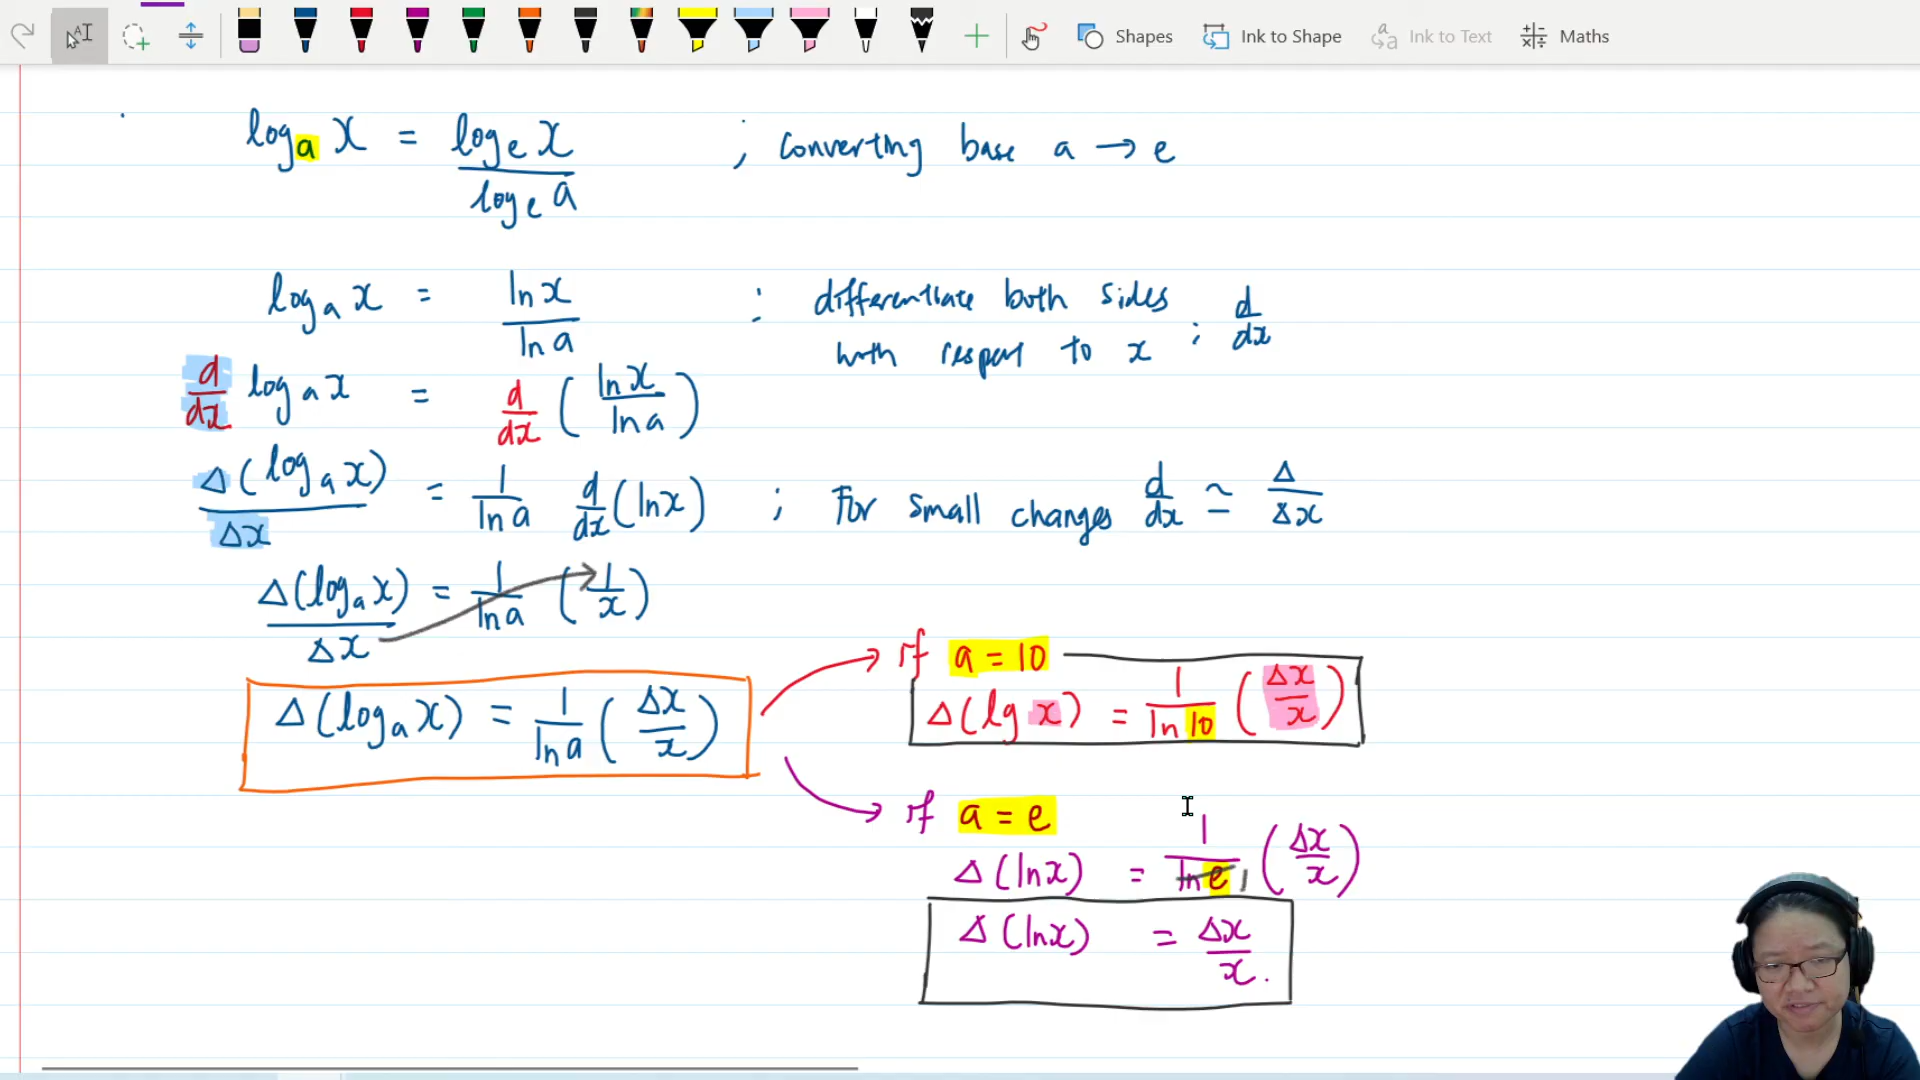 Shapes Ink to Shape Ink to Text Maths
logₐ x = logₑ x / logₑ a ; converting base a → e
logₐ x = ln x / ln a : differentiate both sides with respect to x ; d/dx
d/dx logₐ x = d/dx ( ln x / ln a )
Δ(logₐ x) / Δx = 1 / ln a d/dx (ln x) ; For small changes d/dx ≃ Δ/Δx
Δ(logₐ x) / Δx = 1 / ln a ( 1 / x )
Δ(logₐ x) = 1 / ln a ( Δx / x )
if a = 10
Δ(lg x) = 1 / ln 10 ( Δx / x )
if a = e
Δ(ln x) = 1 / ln e 1 ( Δx / x )
Δ(ln x) = Δx / x .